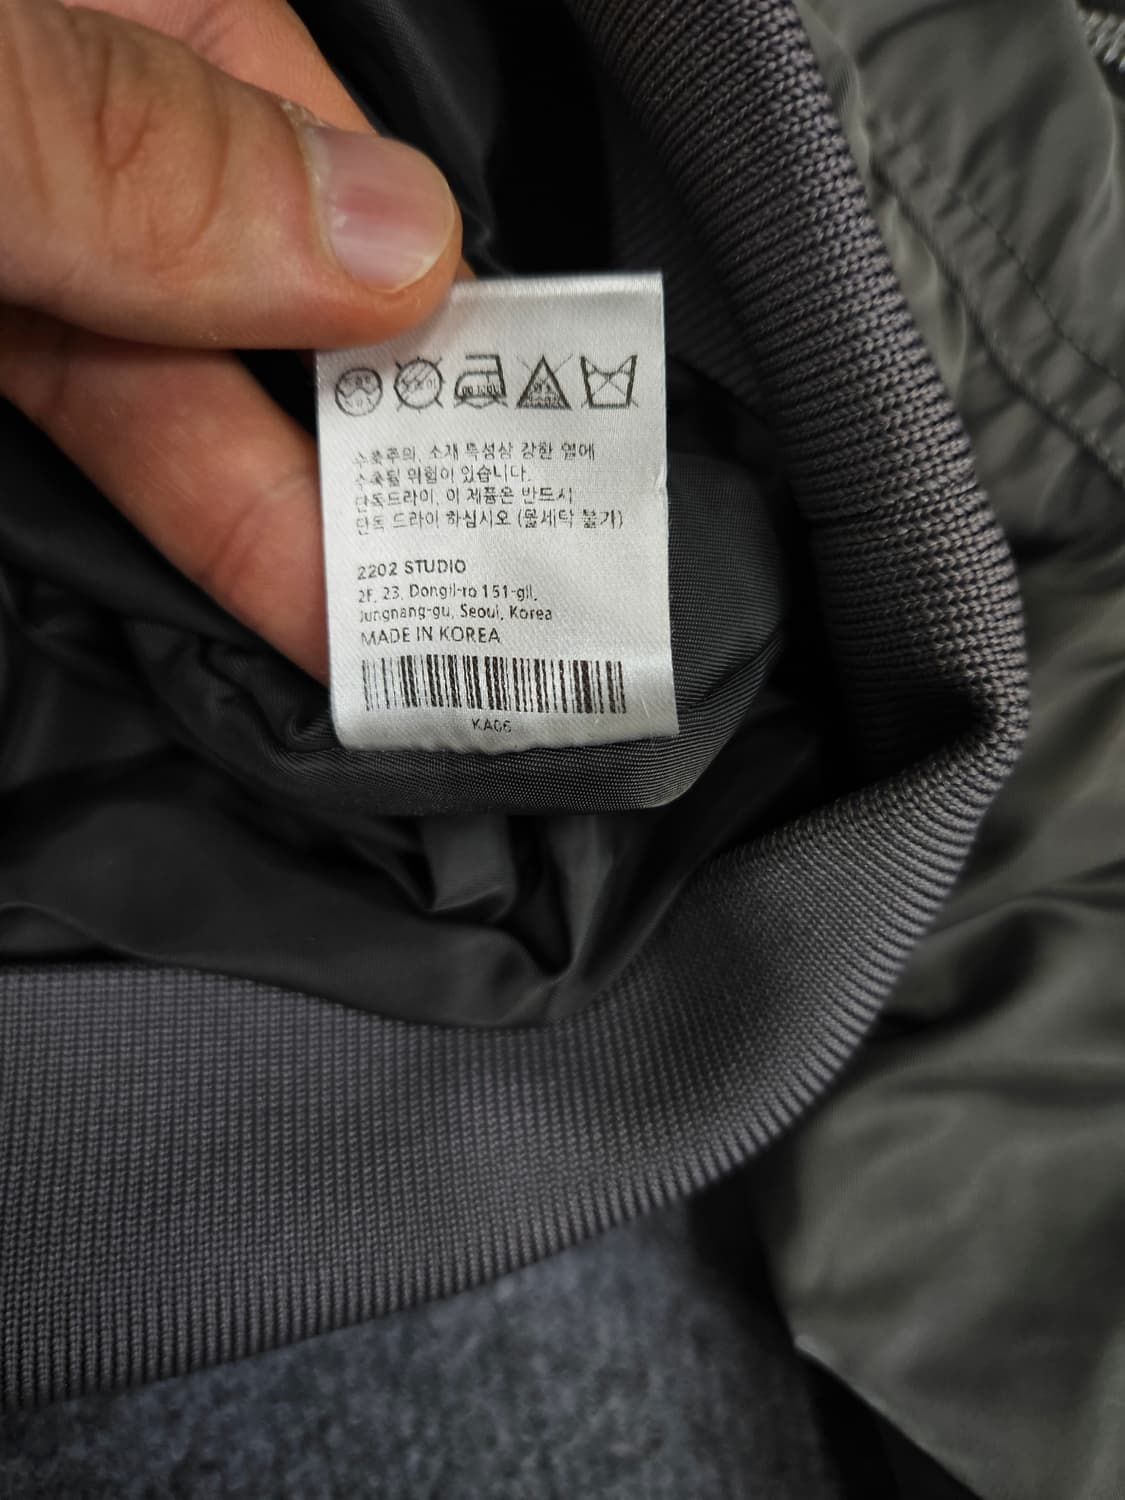 수축주의, 소재 특성상 강한 열에
수축될 위험이 있습니다.
단독드라이, 이 제품은 반드시
단독 드라이 하십시오 (물세탁 불가)
2202 STUDIO
2F, 23, Dongil-ro 151-gil,
Jungnang-gu, Seoul, Korea
MADE IN KOREA
KA06